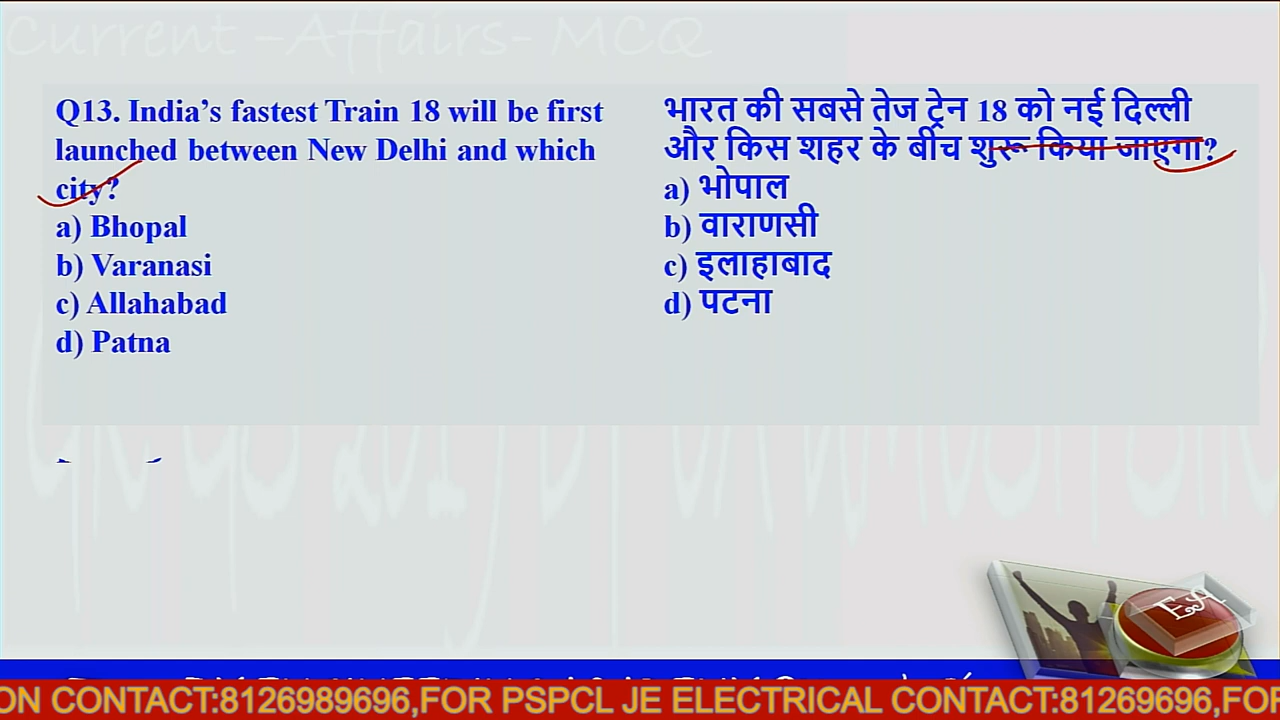 Current -Affairs- MCQ
Q13. India's fastest Train 18 will be first
launched between New Delhi and which
city?
a) Bhopal
b) Varanasi
c) Allahabad
d) Patna
भारत की सबसे तेज ट्रेन 18 को नई दिल्ली
और किस शहर के बीच शुरू किया जाएगा?
a) भोपाल
b) वाराणसी
c) इलाहाबाद
d) पटना
EA
ON CONTACT:8126989696,FOR PSPCL JE ELECTRICAL CONTACT:81269696,FOR